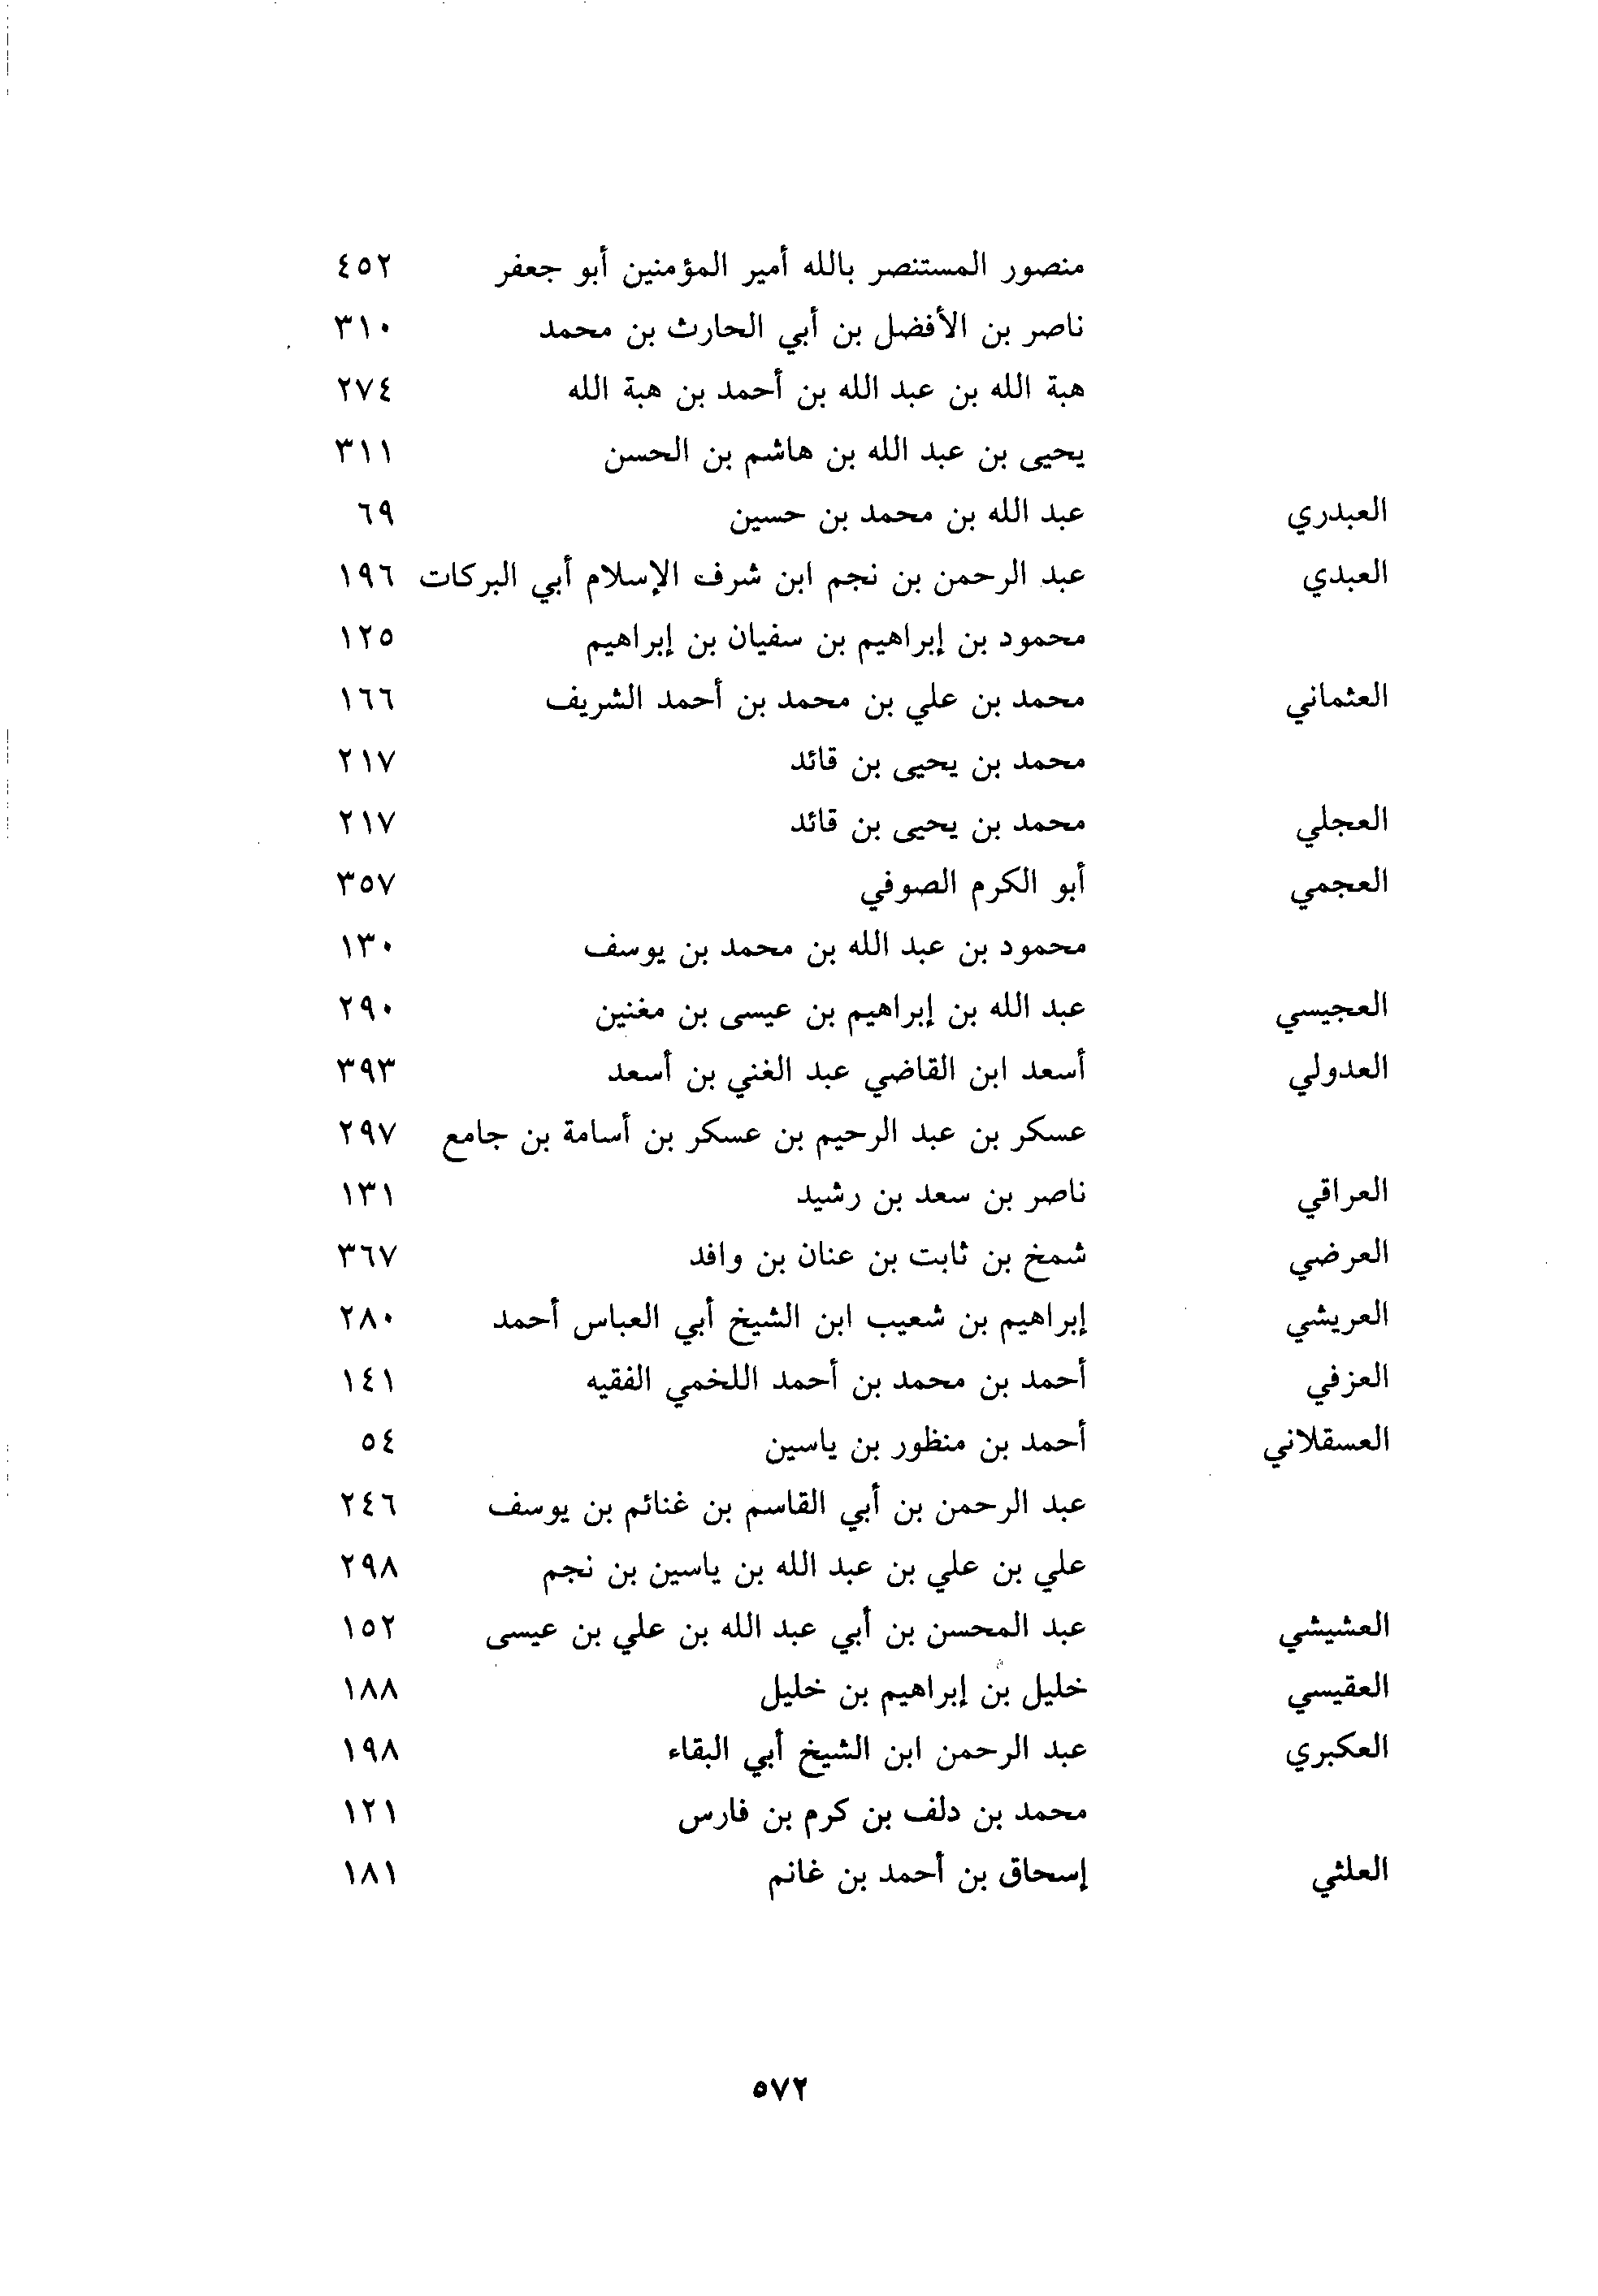 منصور المستنصر بالله أمير المؤمنين أبو جعفر ٤٥٢
ناصر بن الأفضل بن أبي الحارث بن محمد ٣١٠
هبة الله بن عبد الله بن أحمد بن هبة الله ٢٧٤
يحيى بن عبد الله بن هاشم بن الحسن ٣١١
العبدري عبد الله بن محمد بن حسين ٦٩
العبدي عبد الرحمن بن نجم ابن شرف الإسلام أبي البركات ١٩٦
محمود بن إبراهيم بن سفيان بن إبراهيم ١٢٥
العثماني محمد بن علي بن محمد بن أحمد الشريف ١٦٦
محمد بن يحيى بن قائد ٢١٧
العجلي محمد بن يحيى بن قائد ٢١٧
العجمي أبو الكرم الصوفي ٣٥٧
محمود بن عبد الله بن محمد بن يوسف ١٣٠
العجيسي عبد الله بن إبراهيم بن عيسى بن مغنين ٢٩٠
العدولي أسعد ابن القاضي عبد الغني بن أسعد ٣٩٣
عسكر بن عبد الرحيم بن عسكر بن أسامة بن جامع ٢٩٧
العراقي ناصر بن سعد بن رشيد ١٣١
العرضي شمخ بن ثابت بن عنان بن وافد ٣٦٧
العريشي إبراهيم بن شعيب ابن الشيخ أبي العباس أحمد ٢٨٠
العزفي أحمد بن محمد بن أحمد اللخمي الفقيه ١٤١
العسقلاني أحمد بن منظور بن ياسين ٥٤
عبد الرحمن بن أبي القاسم بن غنائم بن يوسف ٢٤٦
علي بن علي بن عبد الله بن ياسين بن نجم ٢٩٨
العشيشي عبد المحسن بن أبي عبد الله بن علي بن عيسى ١٥٢
العقيسي خليل بن إبراهيم بن خليل ١٨٨
العكبري عبد الرحمن ابن الشيخ أبي البقاء ١٩٨
محمد بن دلف بن كرم بن فارس ١٢١
العلثي إسحاق بن أحمد بن غانم ١٨١
٥٧٢